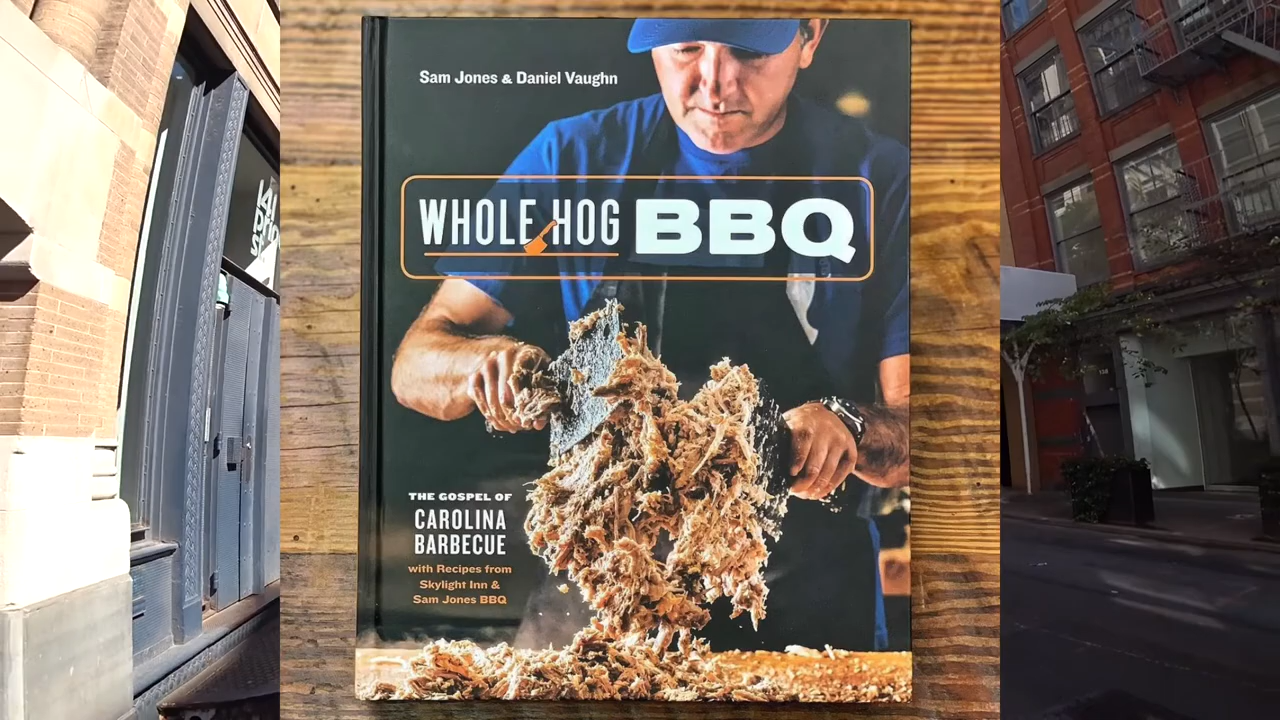 Sam Jones & Daniel Vaughn
WHOLE HOG BBQ
THE GOSPEL OF
CAROLINA
BARBECUE
with Recipes from
Skylight Inn &
Sam Jones BBQ